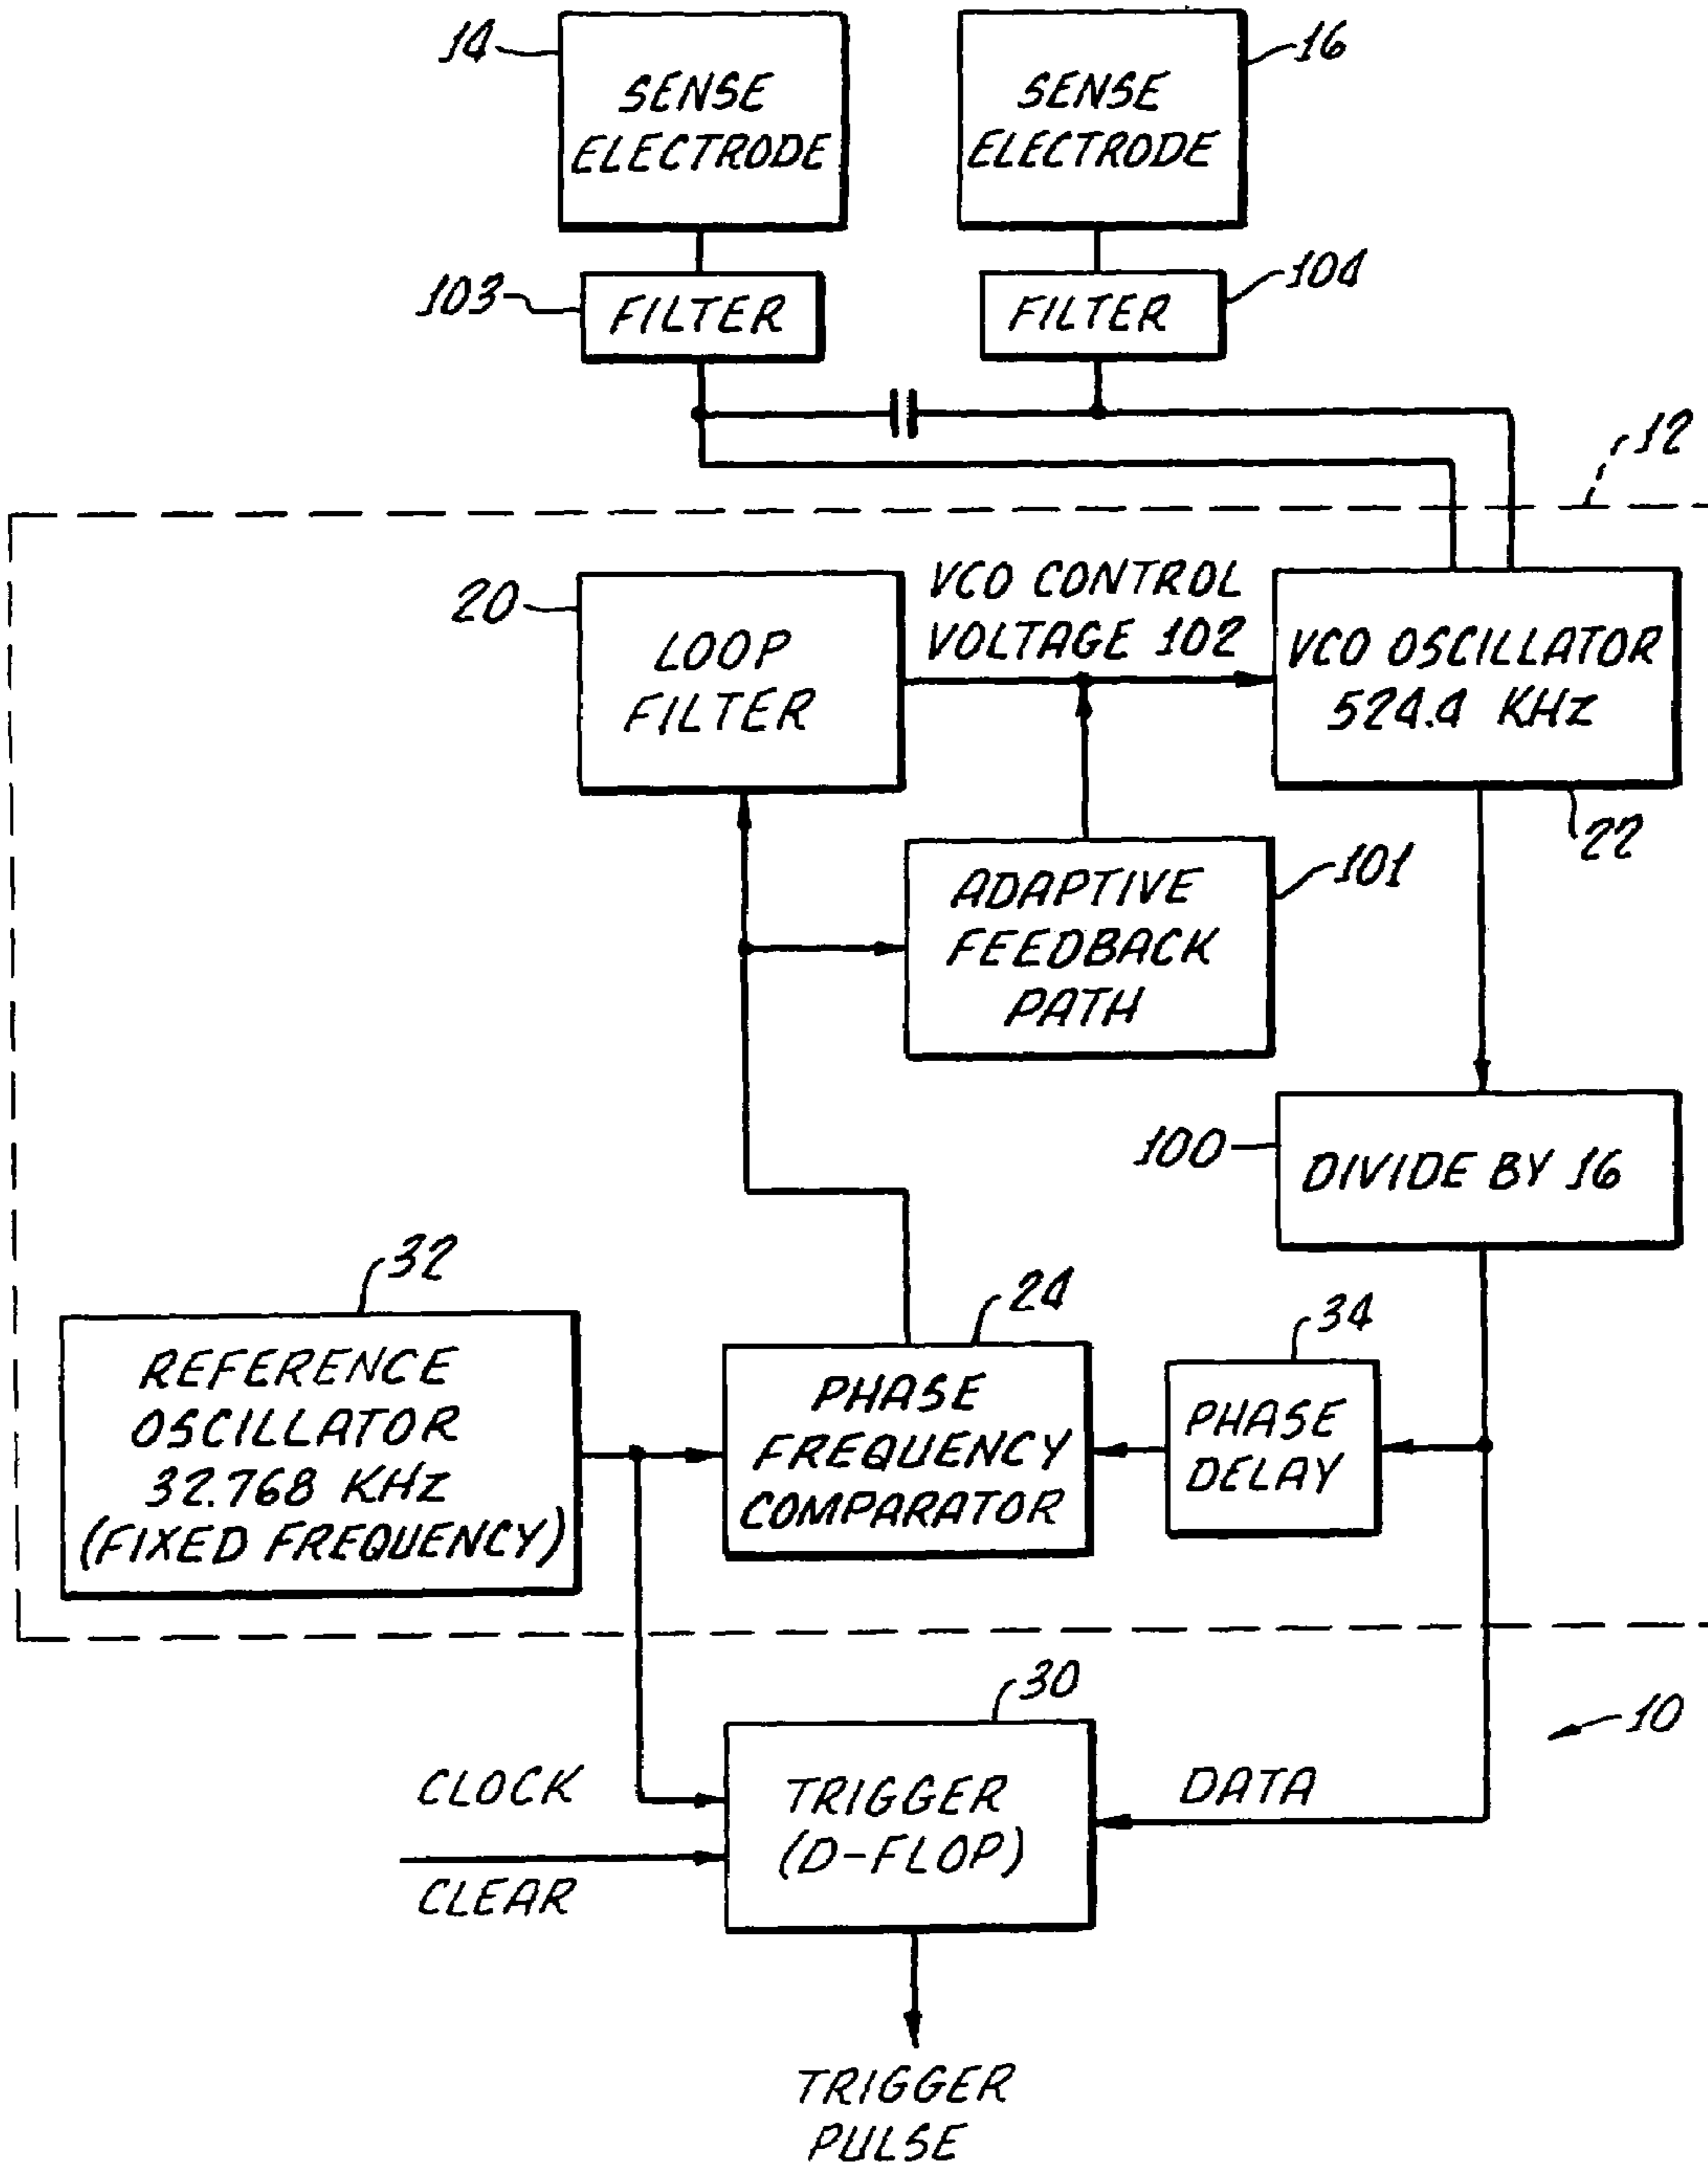 14
SENSE
ELECTRODE
16
SENSE
ELECTRODE
103
FILTER
104
FILTER
12
20
LOOP
FILTER
VCO CONTROL
VOLTAGE 102
VCO OSCILLATOR
524.4 KHz
22
ADAPTIVE
FEEDBACK
PATH
101
100
DIVIDE BY 16
32
REFERENCE
OSCILLATOR
32.768 KHz
(FIXED FREQUENCY)
24
PHASE
FREQUENCY
COMPARATOR
34
PHASE
DELAY
30
10
CLOCK
CLEAR
TRIGGER
(D-FLOP)
DATA
TRIGGER
PULSE